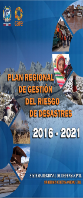 PLAN REGIONAL
DE GESTIÓN
DEL RIESGO
DE DESASTRES
2016 - 2021